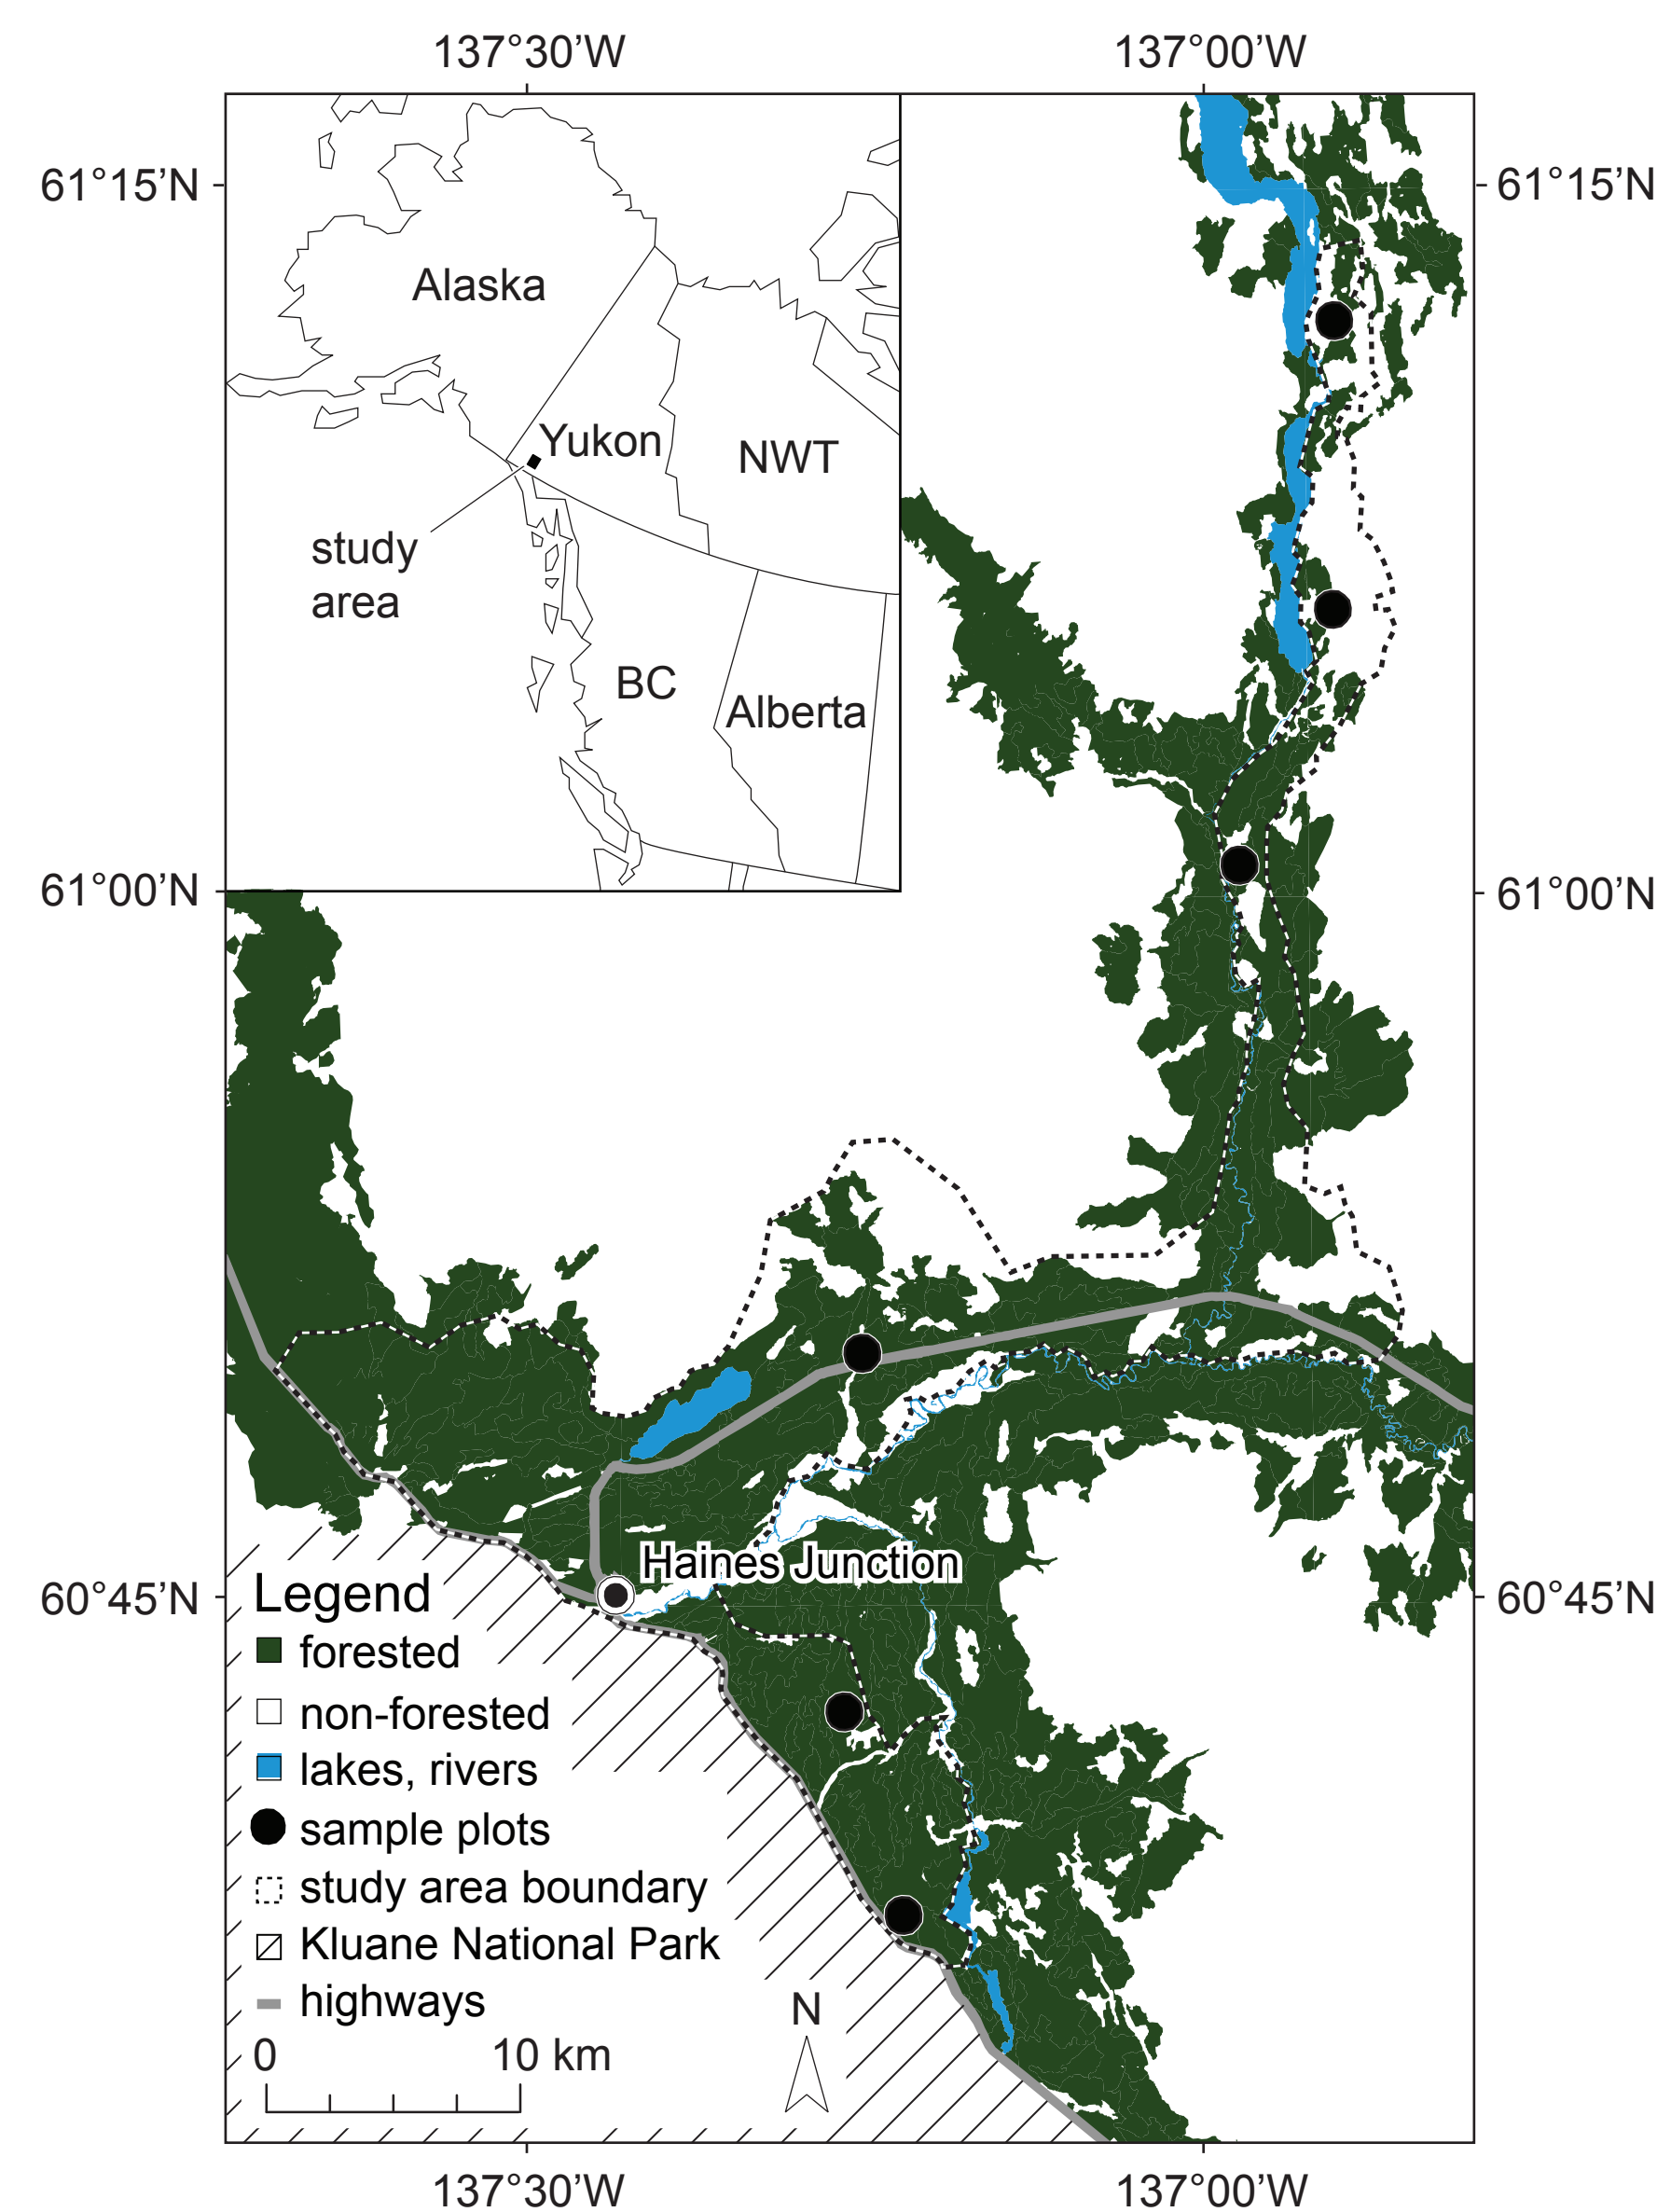 137°30’W
137°00’W
61°15’N
61°15’N
Alaska
Yukon
NWT
study
area
BC
Alberta
61°00’N
61°00’N
Haines Junction
60°45’N
60°45’N
Legend
forested
non-forested
lakes, rivers
sample plots
study area boundary
Kluane National Park
highways
N
0 10 km
137°30’W
137°00’W